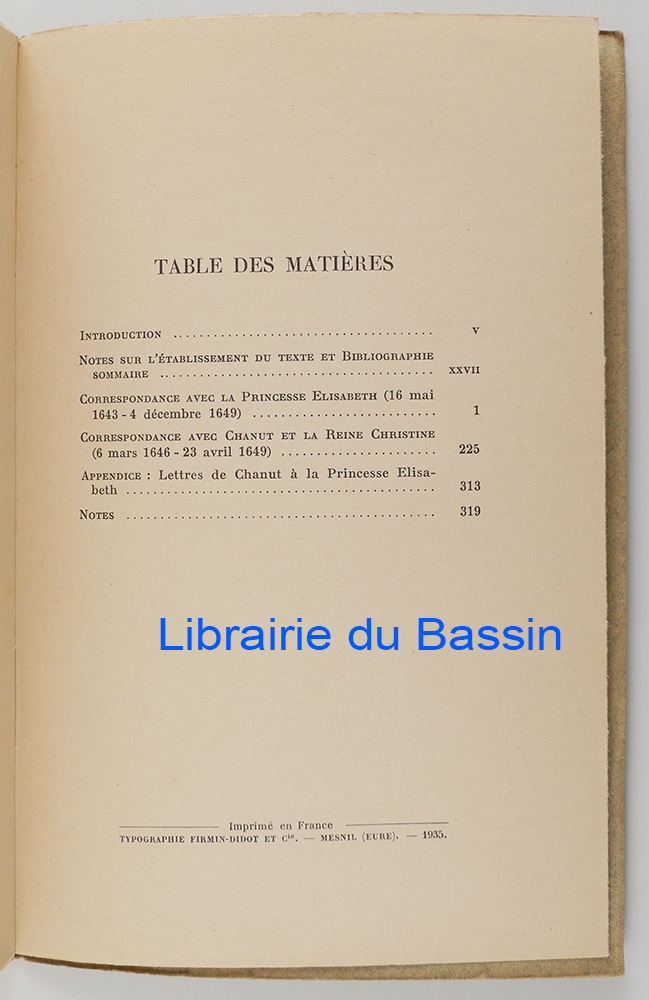 TABLE DES MATIÈRES
INTRODUCTION .................................... V
NOTES SUR L'ÉTABLISSEMENT DU TEXTE ET BIBLIOGRAPHIE
SOMMAIRE .................................... XXVII
CORRESPONDANCE AVEC LA PRINCESSE ELISABETH (16 mai
1643 - 4 décembre 1649) .......................... 1
CORRESPONDANCE AVEC CHANUT ET LA REINE CHRISTINE
(6 mars 1646 - 23 avril 1649) ...................... 225
APPENDICE : Lettres de Chanut à la Princesse Elisa-
beth .......................................... 313
NOTES .......................................... 319
Librairie du Bassin
Imprimé en France
TYPOGRAPHIE FIRMIN-DIDOT ET Cie. — MESNIL (EURE). — 1935.